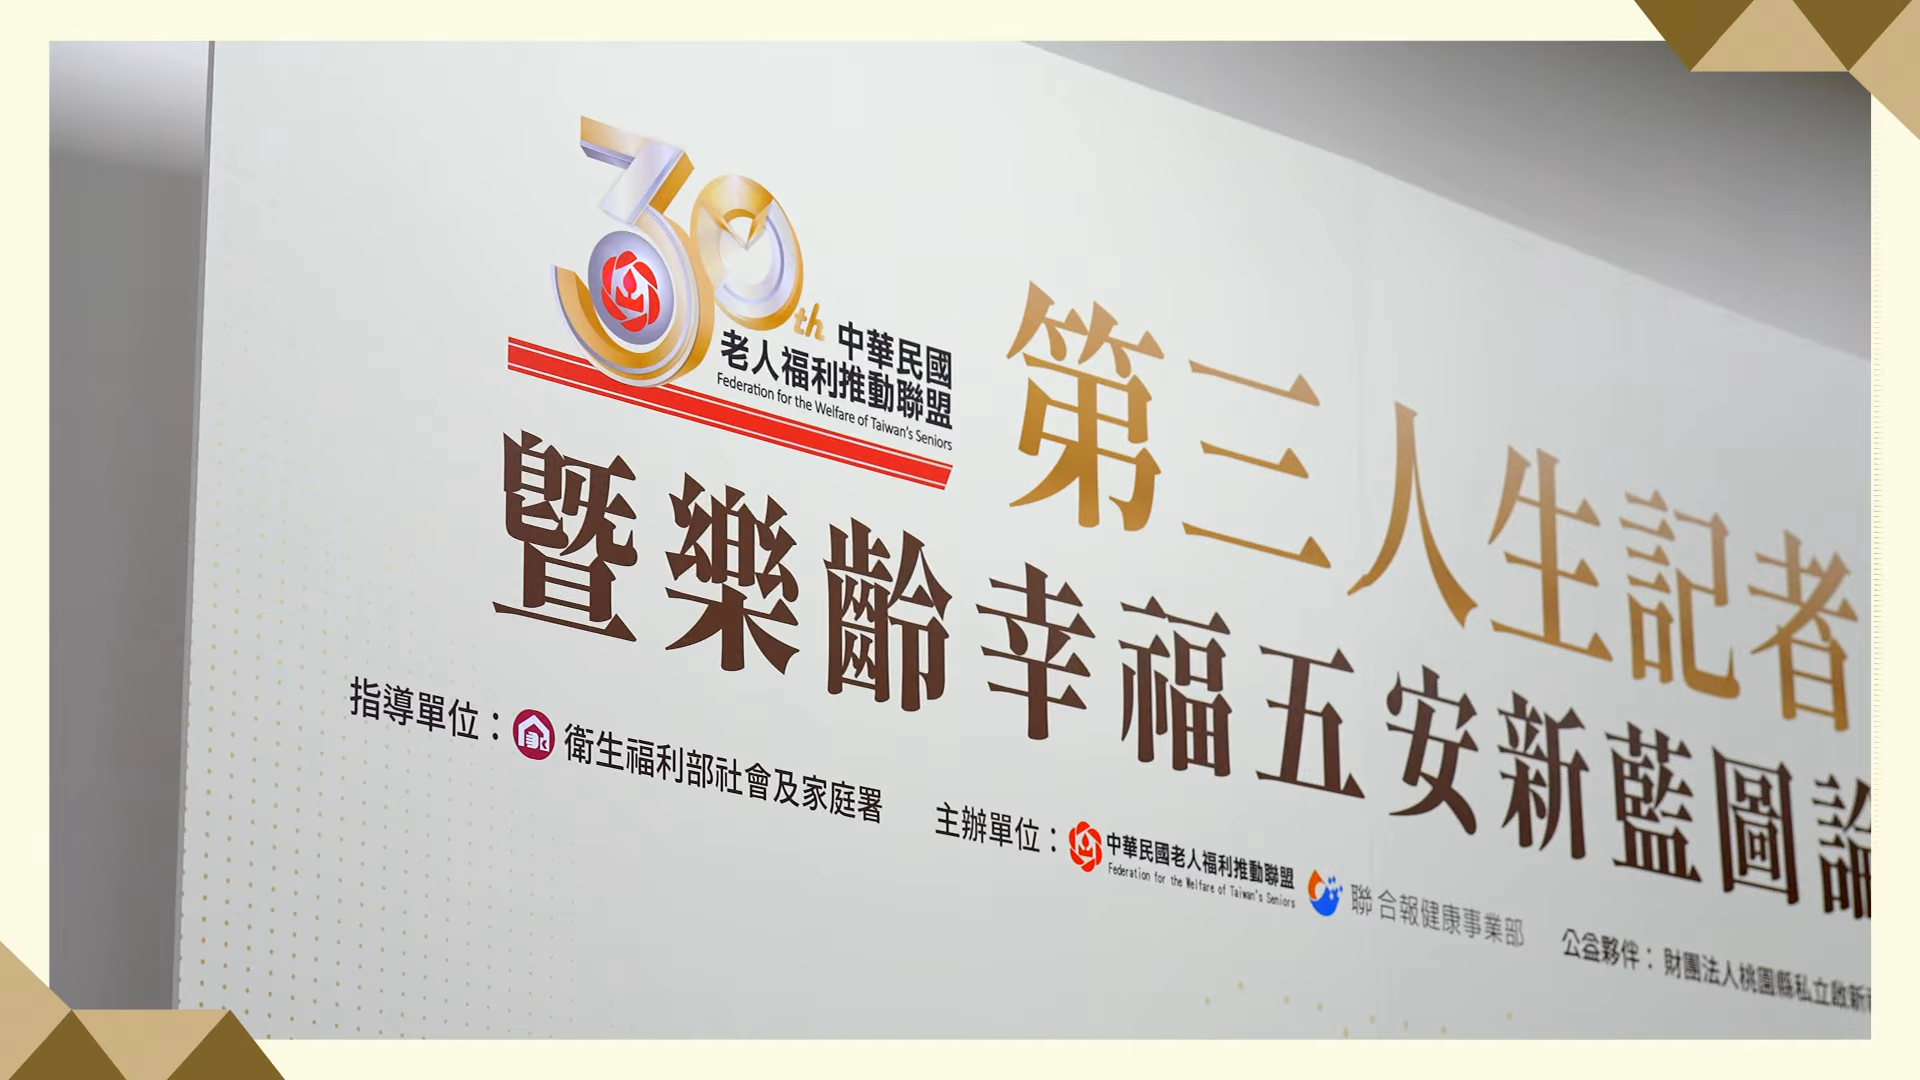 30th
中華民國
老人福利推動聯盟
Federation for the Welfare of Taiwan's Seniors
第三人生記者
暨樂齡幸福五安新藍圖論
指導單位：衛生福利部社會及家庭署
主辦單位：中華民國老人福利推動聯盟
Federation for the Welfare of Taiwan's Seniors
聯合報健康事業部
公益夥伴：財團法人桃園縣私立啟新